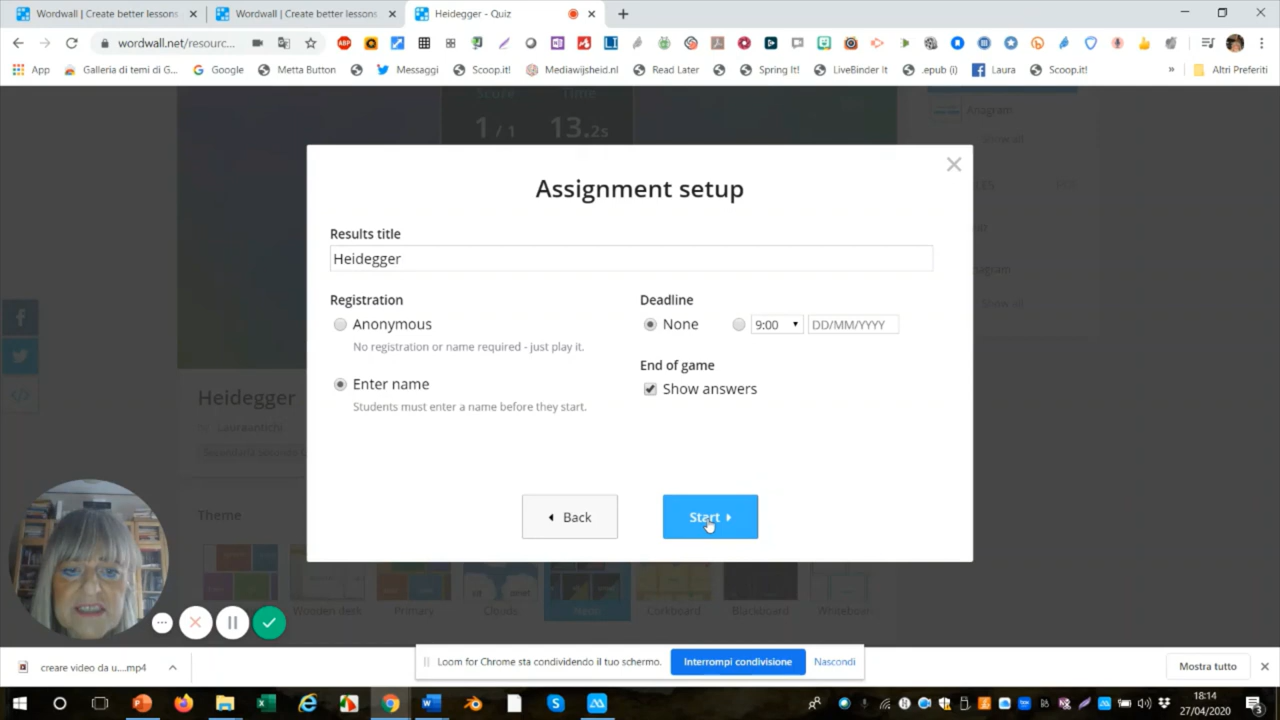 Wordwall | Create better lessons
Wordwall | Create better lessons
Heidegger - Quiz
wordwall.net/resourc...
ABP
App
Galleria di temi di G...
Google
Metta Button
Messaggi
Scoop.it!
Mediawijsheid.nl
Read Later
Spring It!
LiveBinder It
.epub (i)
Laura
Scoop.it!
»
Altri Preferiti
Score
Time
1 / 1
13.2s
Anagram
Show all
Assignment setup
Results title
Heidegger
Registration
Deadline
Anonymous
None
9:00
DD/MM/YYYY
No registration or name required - just play it.
End of game
Enter name
Show answers
Students must enter a name before they start.
Back
Start
Heidegger
Theme
Wooden desk
Primary
Clouds
Corkboard
Blackboard
Whiteboard
creare video da u....mp4
Loom for Chrome sta condividendo il tuo schermo.
Interrompi condivisione
Nascondi
Mostra tutto
18:14
27/04/2020
3